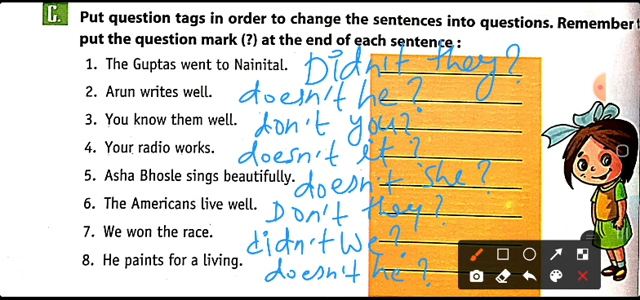 C. Put question tags in order to change the sentences into questions. Remember t
put the question mark (?) at the end of each sentence :
1. The Guptas went to Nainital. Didn't they?
2. Arun writes well. doesn't he?
3. You know them well. don't you?
4. Your radio works. doesn't it?
5. Asha Bhosle sings beautifully. doesn't she?
6. The Americans live well. Don't they?
7. We won the race. didn't We?
8. He paints for a living. doesn't he?